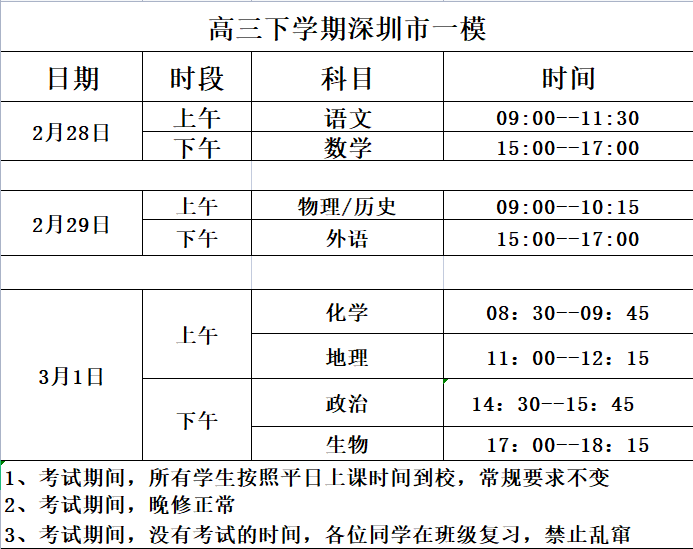 高三下学期深圳市一模
日期 时段 科目 时间
2月28日 上午 语文 09:00--11:30
下午 数学 15:00--17:00
2月29日 上午 物理/历史 09:00--10:15
下午 外语 15:00--17:00
3月1日 上午 化学 08：30--09：45
地理 11：00--12：15
下午 政治 14：30--15：45
生物 17：00--18：15
1、考试期间，所有学生按照平日上课时间到校，常规要求不变
2、考试期间，晚修正常
3、考试期间，没有考试的时间，各位同学在班级复习，禁止乱窜